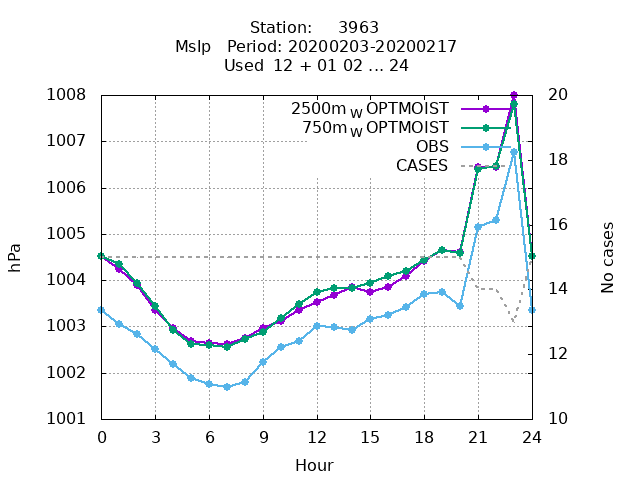 Station: 3963
Mslp Period: 20200203-20200217
Used 12 + 01 02 ... 24
2500m_W OPTMOIST
750m_W OPTMOIST
OBS
CASES
hPa
1008
1007
1006
1005
1004
1003
1002
1001
20
18
16
14
12
10
No cases
0 3 6 9 12 15 18 21 24
Hour